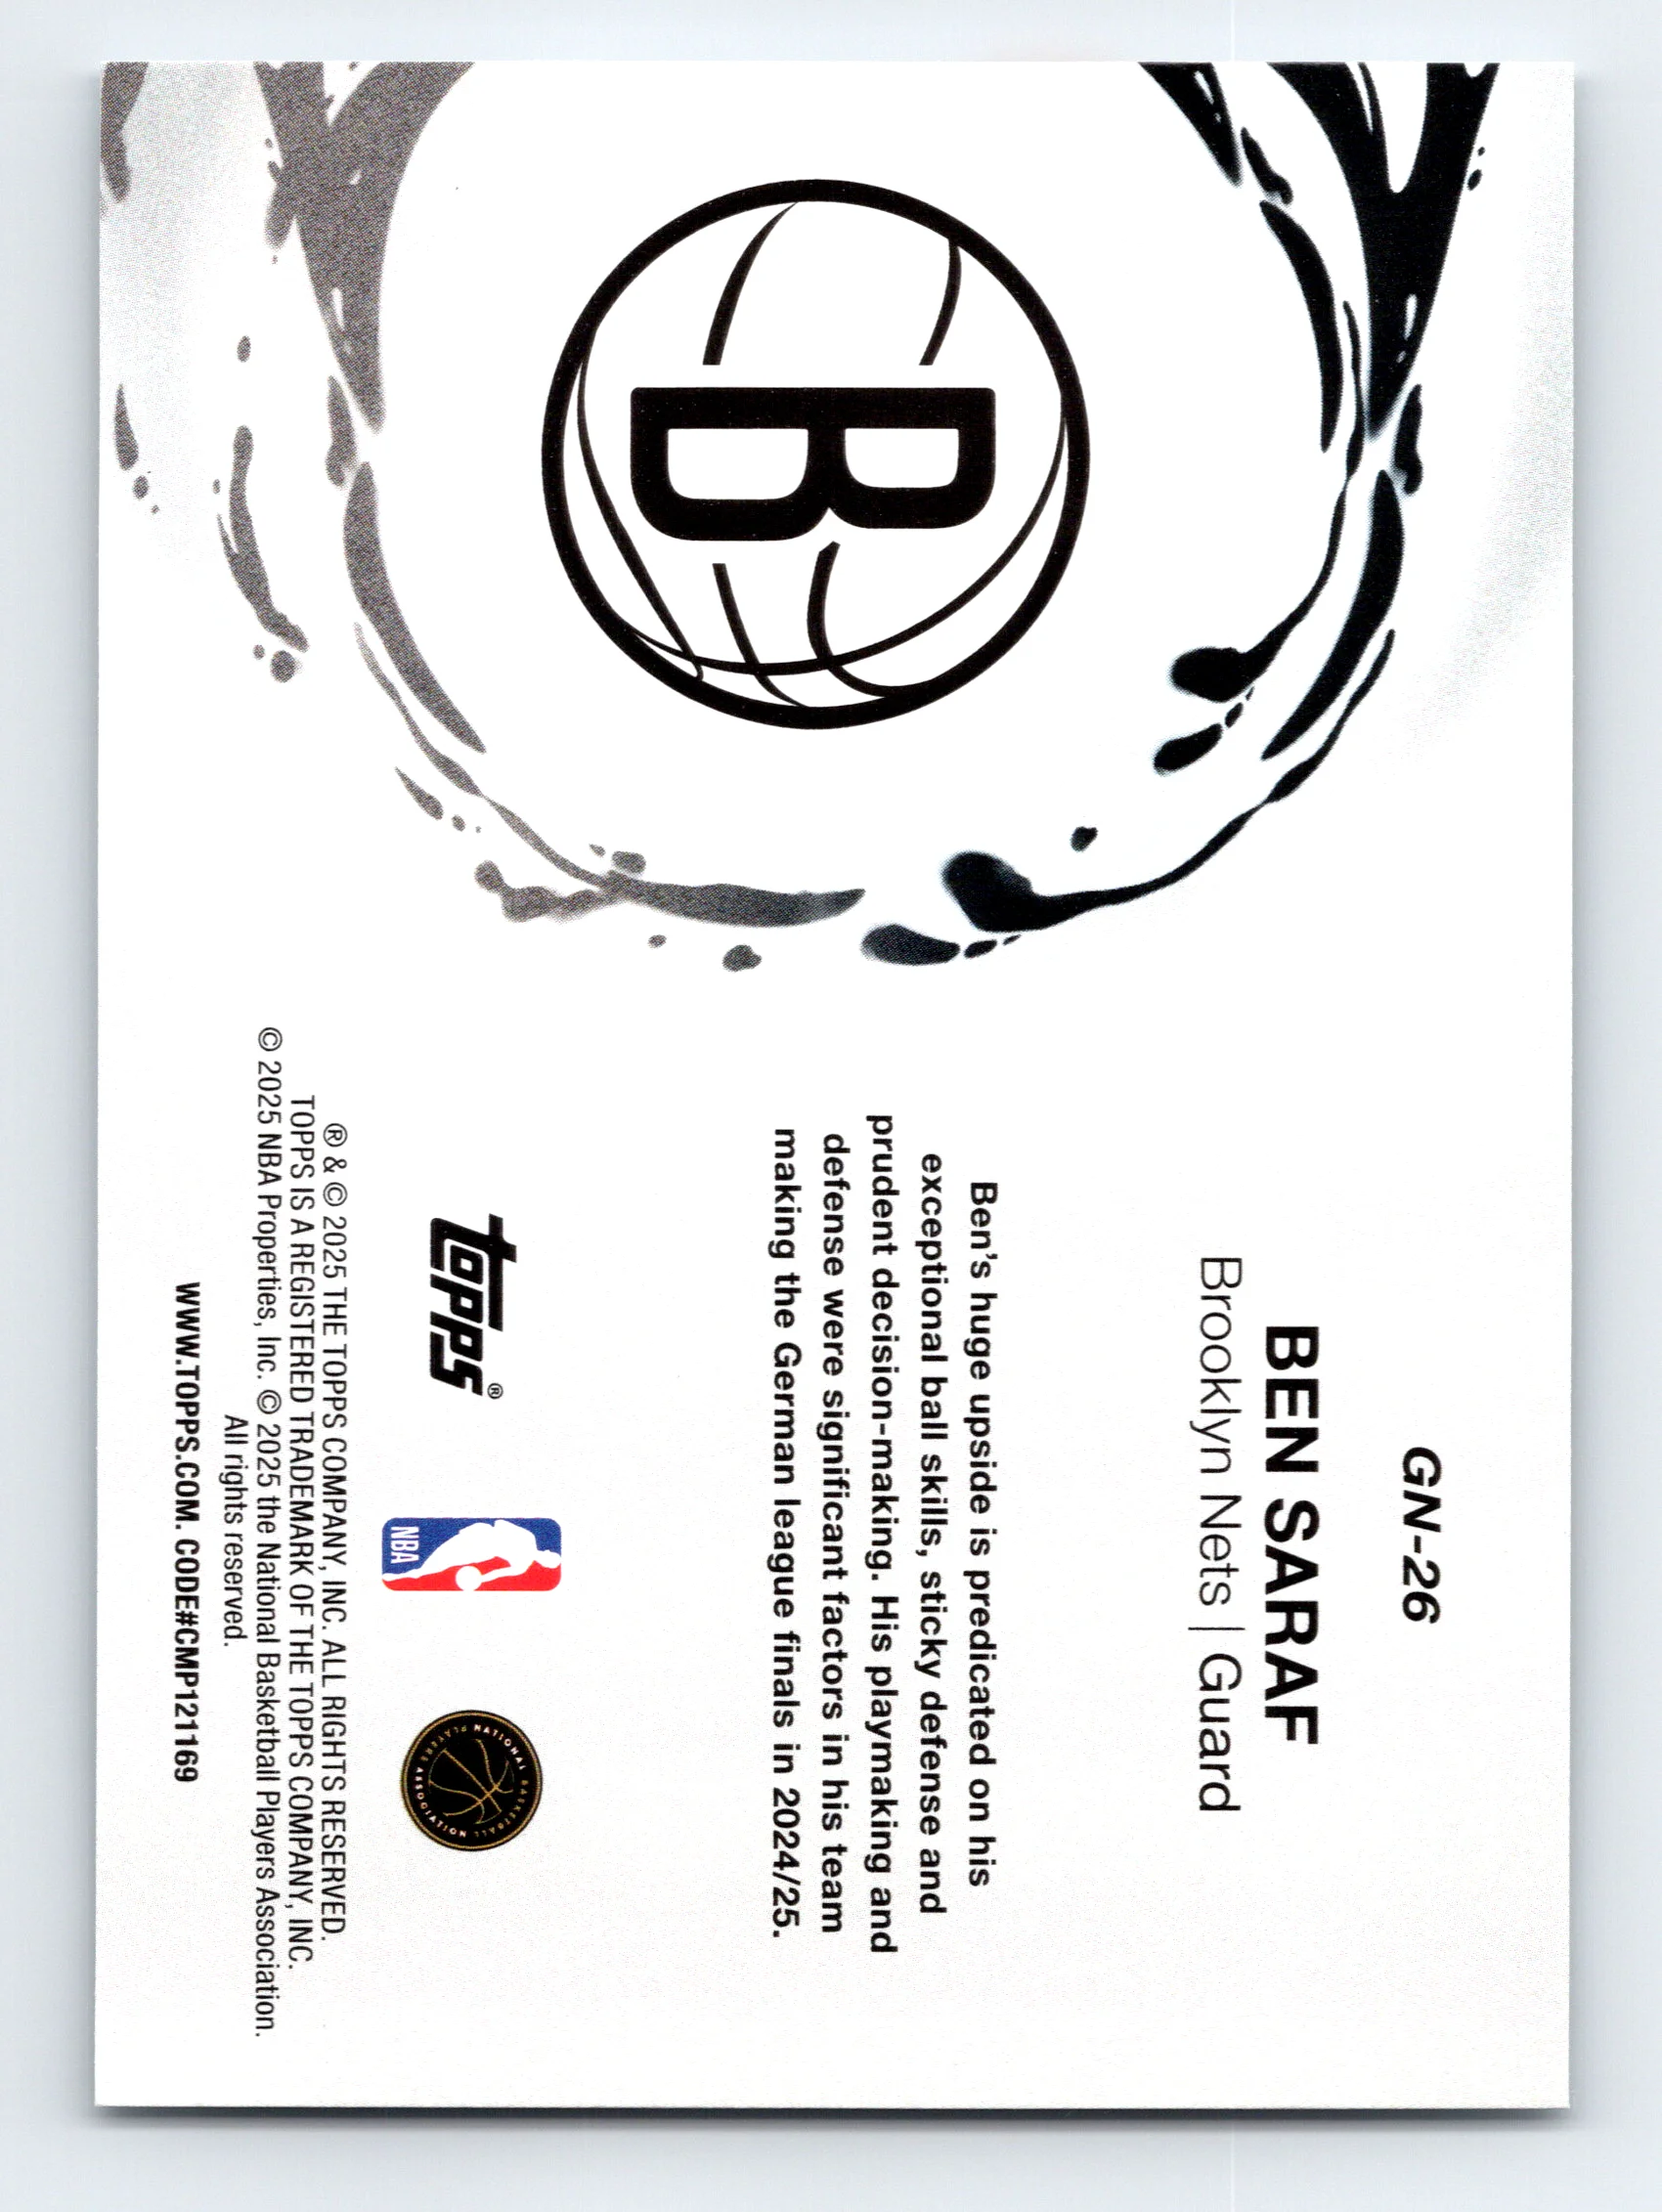 B
GN-26
BEN SARAF
Brooklyn Nets | Guard
Ben's huge upside is predicated on his
exceptional ball skills, sticky defense and
prudent decision-making. His playmaking and
defense were significant factors in his team
making the German league finals in 2024/25.
topps®
NBA
NATIONAL BASKETBALL PLAYERS ASSOCIATION
® & © 2025 THE TOPPS COMPANY, INC. ALL RIGHTS RESERVED.
TOPPS IS A REGISTERED TRADEMARK OF THE TOPPS COMPANY, INC.
© 2025 NBA Properties, Inc. © 2025 the National Basketball Players Association.
All rights reserved.
WWW.TOPPS.COM. CODE#CMP121169